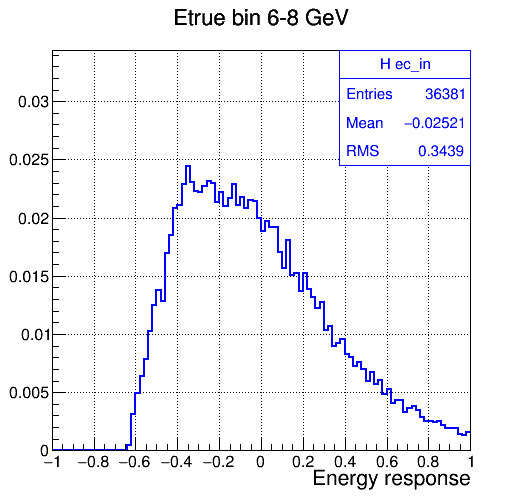 Etrue bin 6-8 GeV
H ec_in
Entries 36381
Mean −0.02521
RMS 0.3439
0.03
0.025
0.02
0.015
0.01
0.005
0
−1 −0.8 −0.6 −0.4 −0.2 0 0.2 0.4 0.6 0.8 1
Energy response